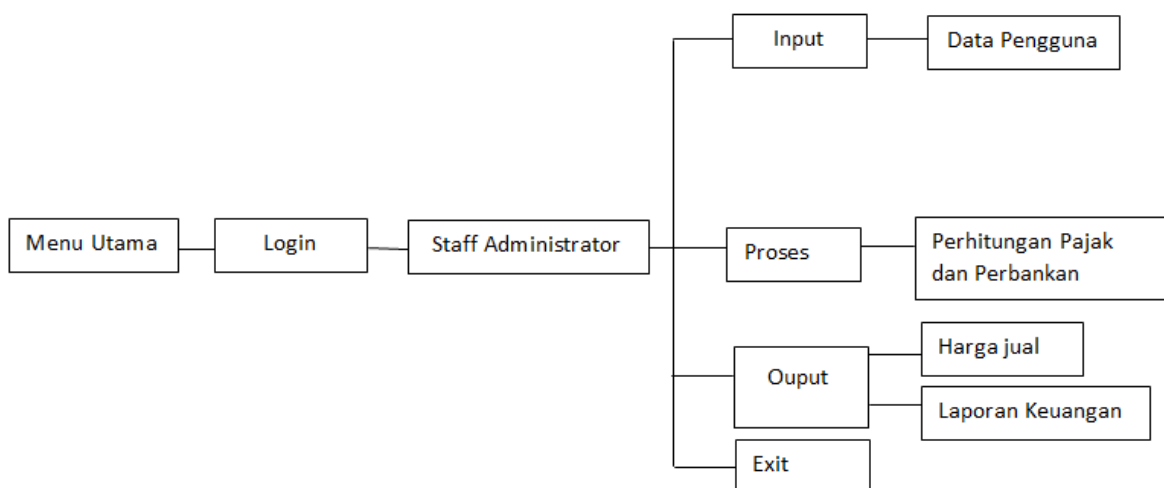 Input
Data Pengguna
Menu Utama
Login
Staff Administrator
Proses
Perhitungan Pajak
dan Perbankan
Harga jual
Ouput
Laporan Keuangan
Exit